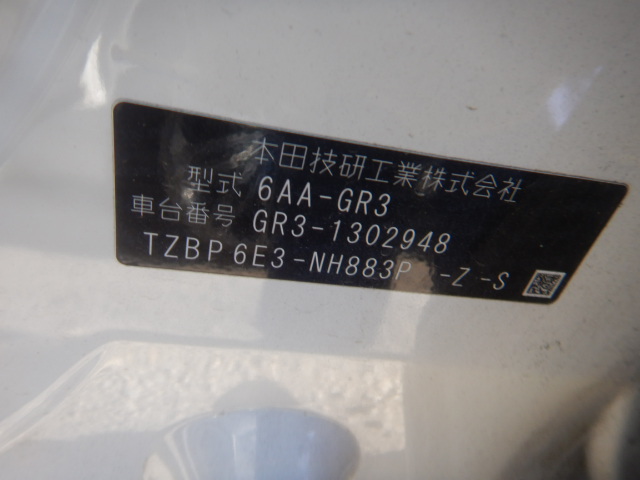 本田技研工業株式会社
型式 6AA-GR3
車台番号 GR3-1302948
TZBP 6E3-NH883P -Z -S